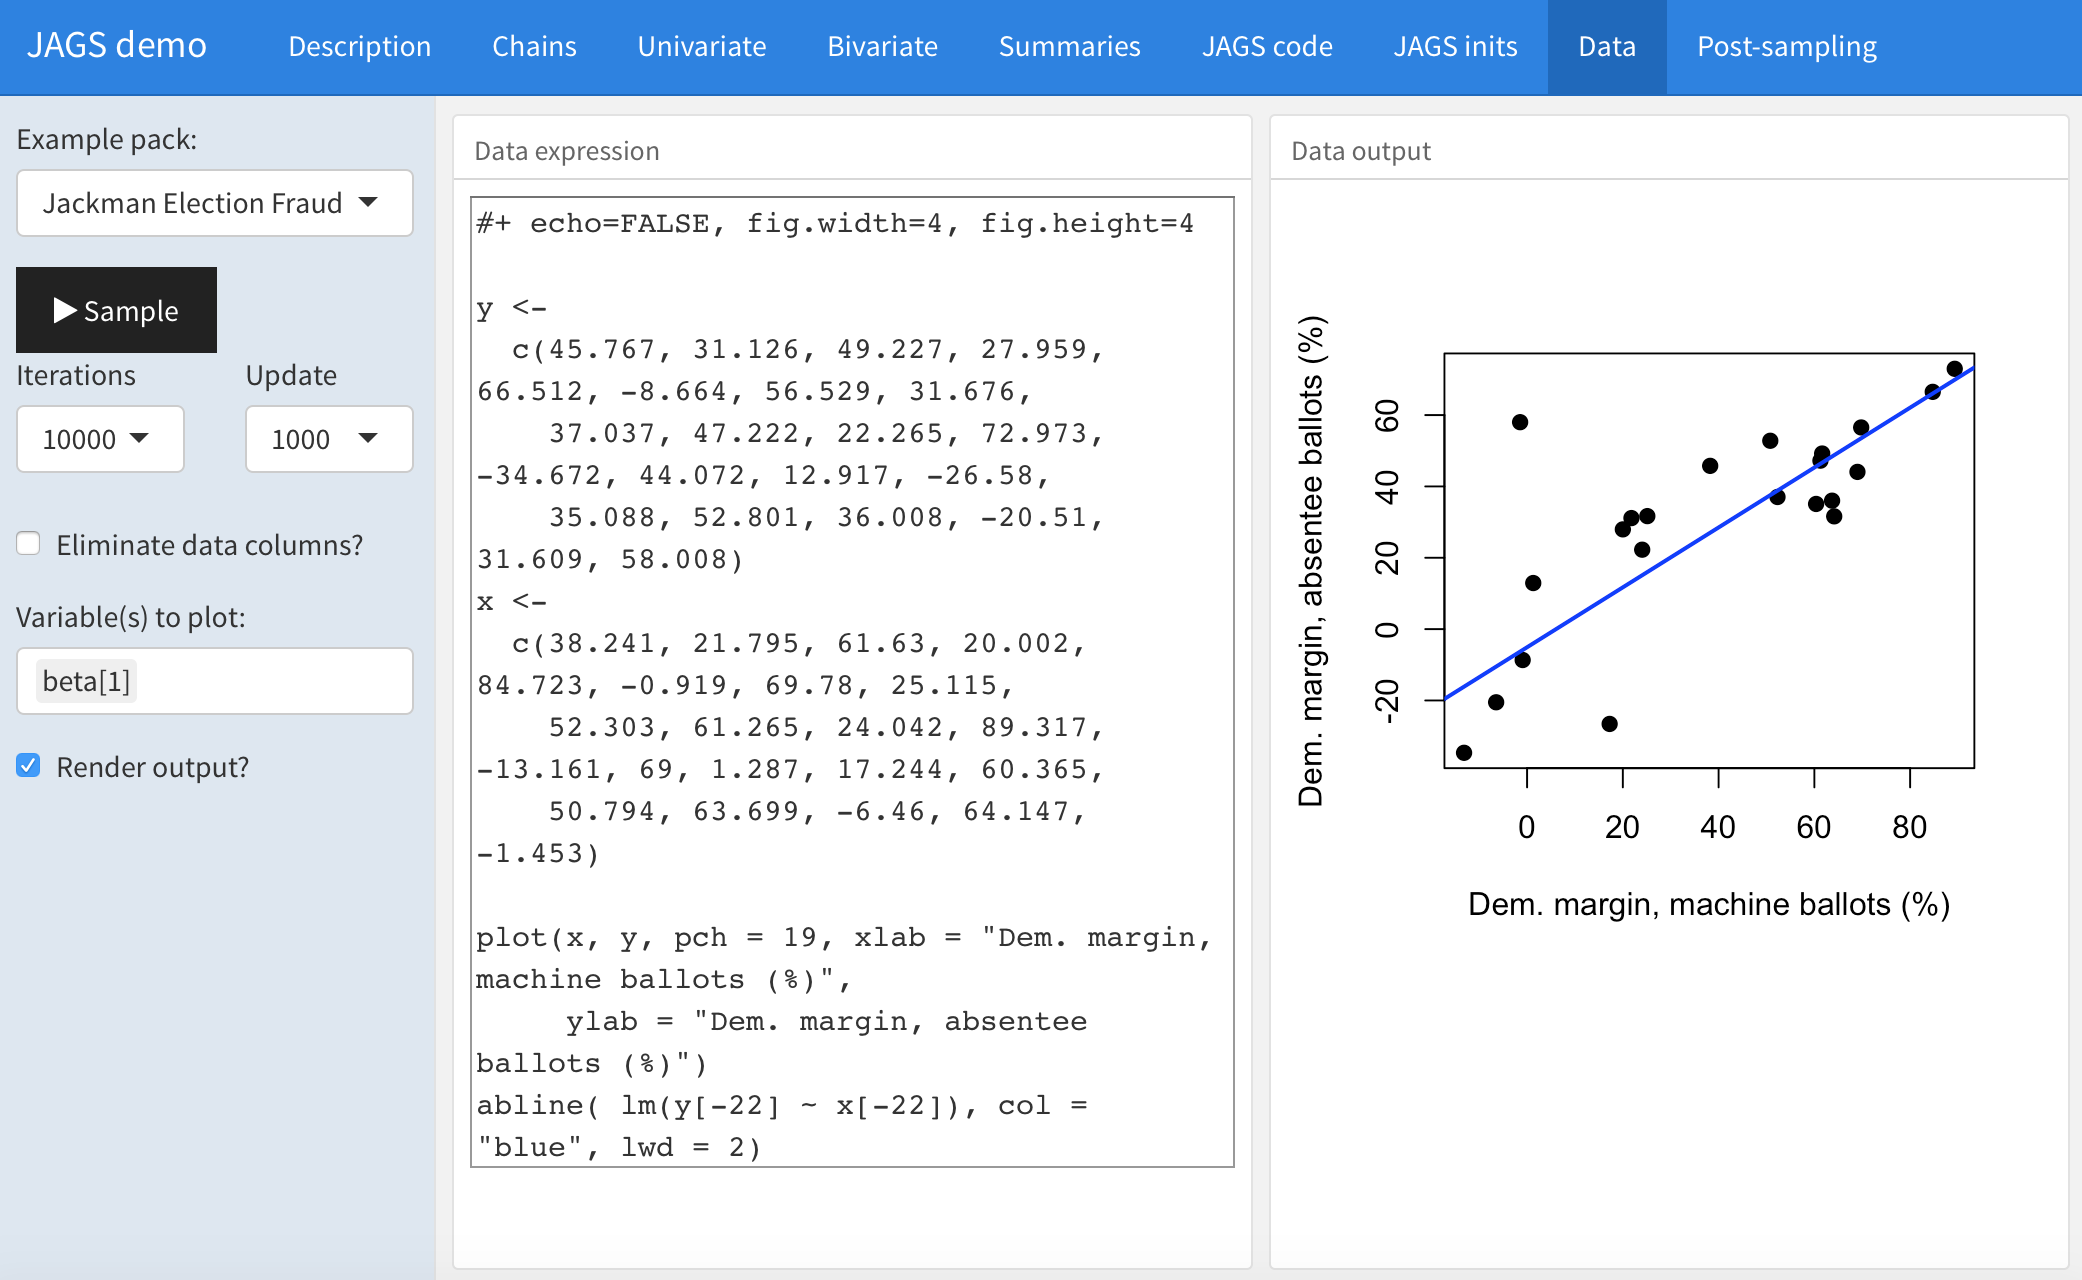 JAGS demo Description Chains Univariate Bivariate Summaries JAGS code JAGS inits Data Post-sampling
Example pack:
Jackman Election Fraud
Sample
Iterations Update
10000 1000
Eliminate data columns?
Variable(s) to plot:
beta[1]
Render output?
Data expression
#+ echo=FALSE, fig.width=4, fig.height=4
y <-
  c(45.767, 31.126, 49.227, 27.959,
66.512, -8.664, 56.529, 31.676,
    37.037, 47.222, 22.265, 72.973,
-34.672, 44.072, 12.917, -26.58,
    35.088, 52.801, 36.008, -20.51,
31.609, 58.008)
x <-
  c(38.241, 21.795, 61.63, 20.002,
84.723, -0.919, 69.78, 25.115,
    52.303, 61.265, 24.042, 89.317,
-13.161, 69, 1.287, 17.244, 60.365,
    50.794, 63.699, -6.46, 64.147,
-1.453)
plot(x, y, pch = 19, xlab = "Dem. margin,
machine ballots (%)",
     ylab = "Dem. margin, absentee
ballots (%)")
abline( lm(y[-22] ~ x[-22]), col =
"blue", lwd = 2)
Data output
Dem. margin, absentee ballots (%)
60
40
20
0
-20
0 20 40 60 80
Dem. margin, machine ballots (%)